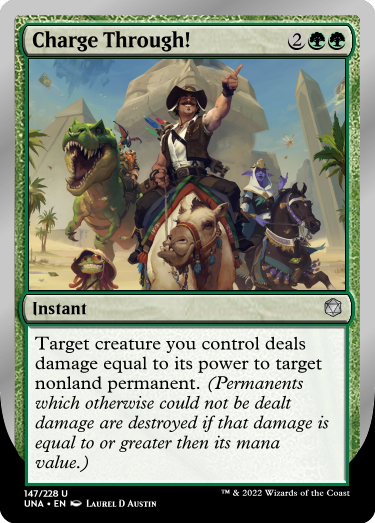 Charge Through! 2
Instant
Target creature you control deals
damage equal to its power to target
nonland permanent. (Permanents
which otherwise could not be dealt
damage are destroyed if that damage is
equal to or greater then its mana
value.)
147/228 U
UNA • EN Laurel D Austin
™ & 2022 Wizards of the Coast